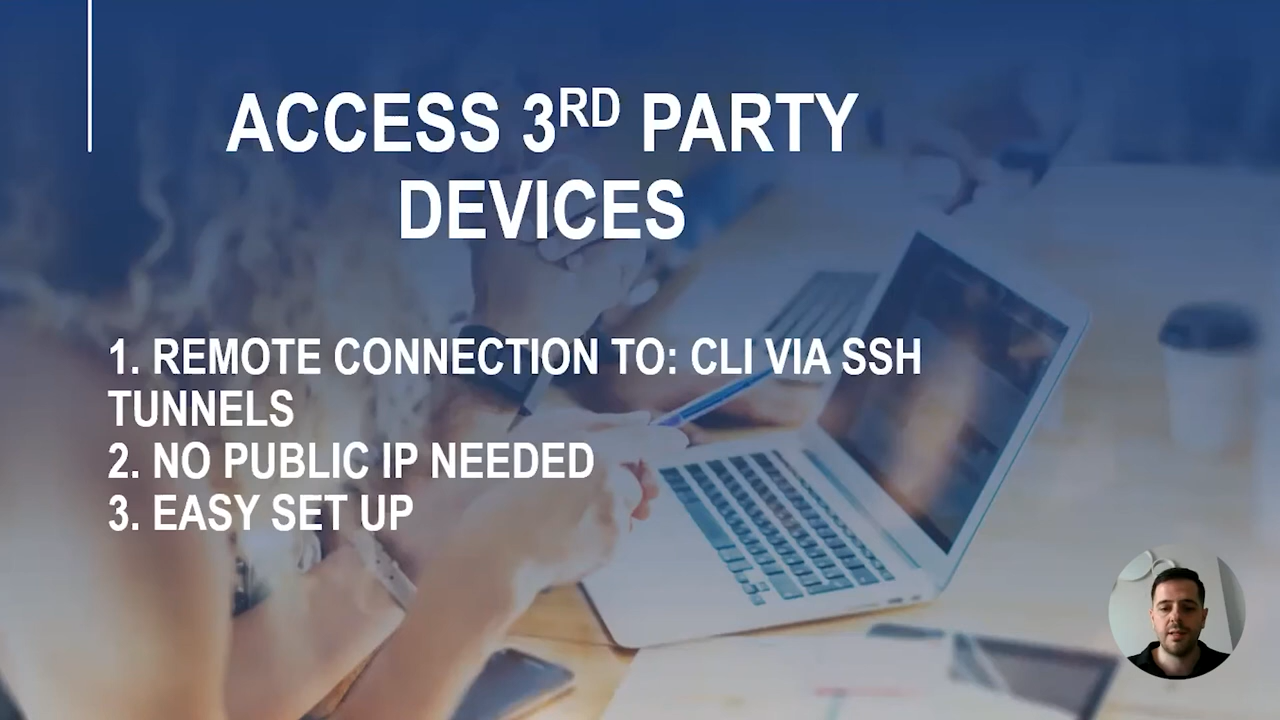 ACCESS 3RD PARTY
DEVICES
1. REMOTE CONNECTION TO: CLI VIA SSH
TUNNELS
2. NO PUBLIC IP NEEDED
3. EASY SET UP